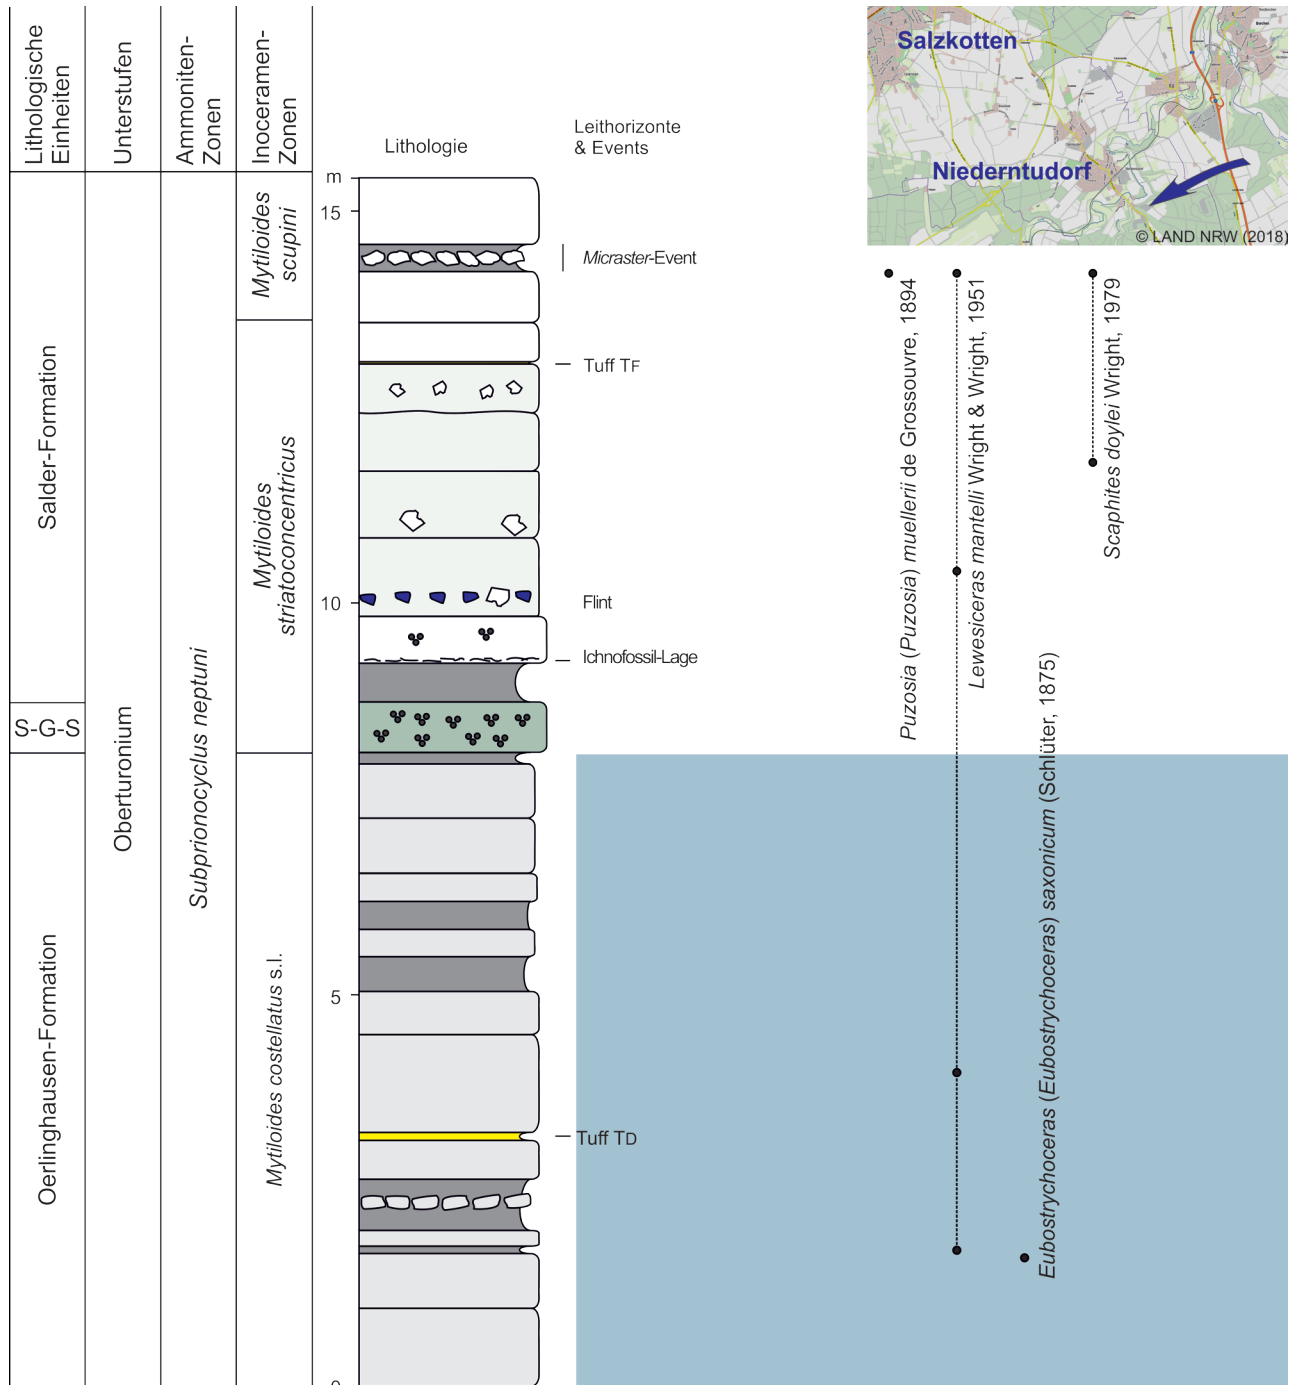 Lithologische
Einheiten
Unterstufen
Ammoniten-
Zonen
Inoceramen-
Zonen
Lithologie
Leithorizonte
& Events
Salzkotten
Niederntudorf
© LAND NRW (2018)
m
15
10
5
0
Salder-Formation
S-G-S
Oerlinghausen-Formation
Oberturonium
Subprionocyclus neptuni
Mytiloides
scupini
Mytiloides
striatoconcentricus
Mytiloides costellatus s.l.
Micraster-Event
Tuff TF
Flint
Ichnofossil-Lage
Tuff TD
Puzosia (Puzosia) muellerii de Grossouvre, 1894
Lewesiceras mantelli Wright & Wright, 1951
Eubostrychoceras (Eubostrychoceras) saxonicum (Schlüter, 1875)
Scaphites doylei Wright, 1979